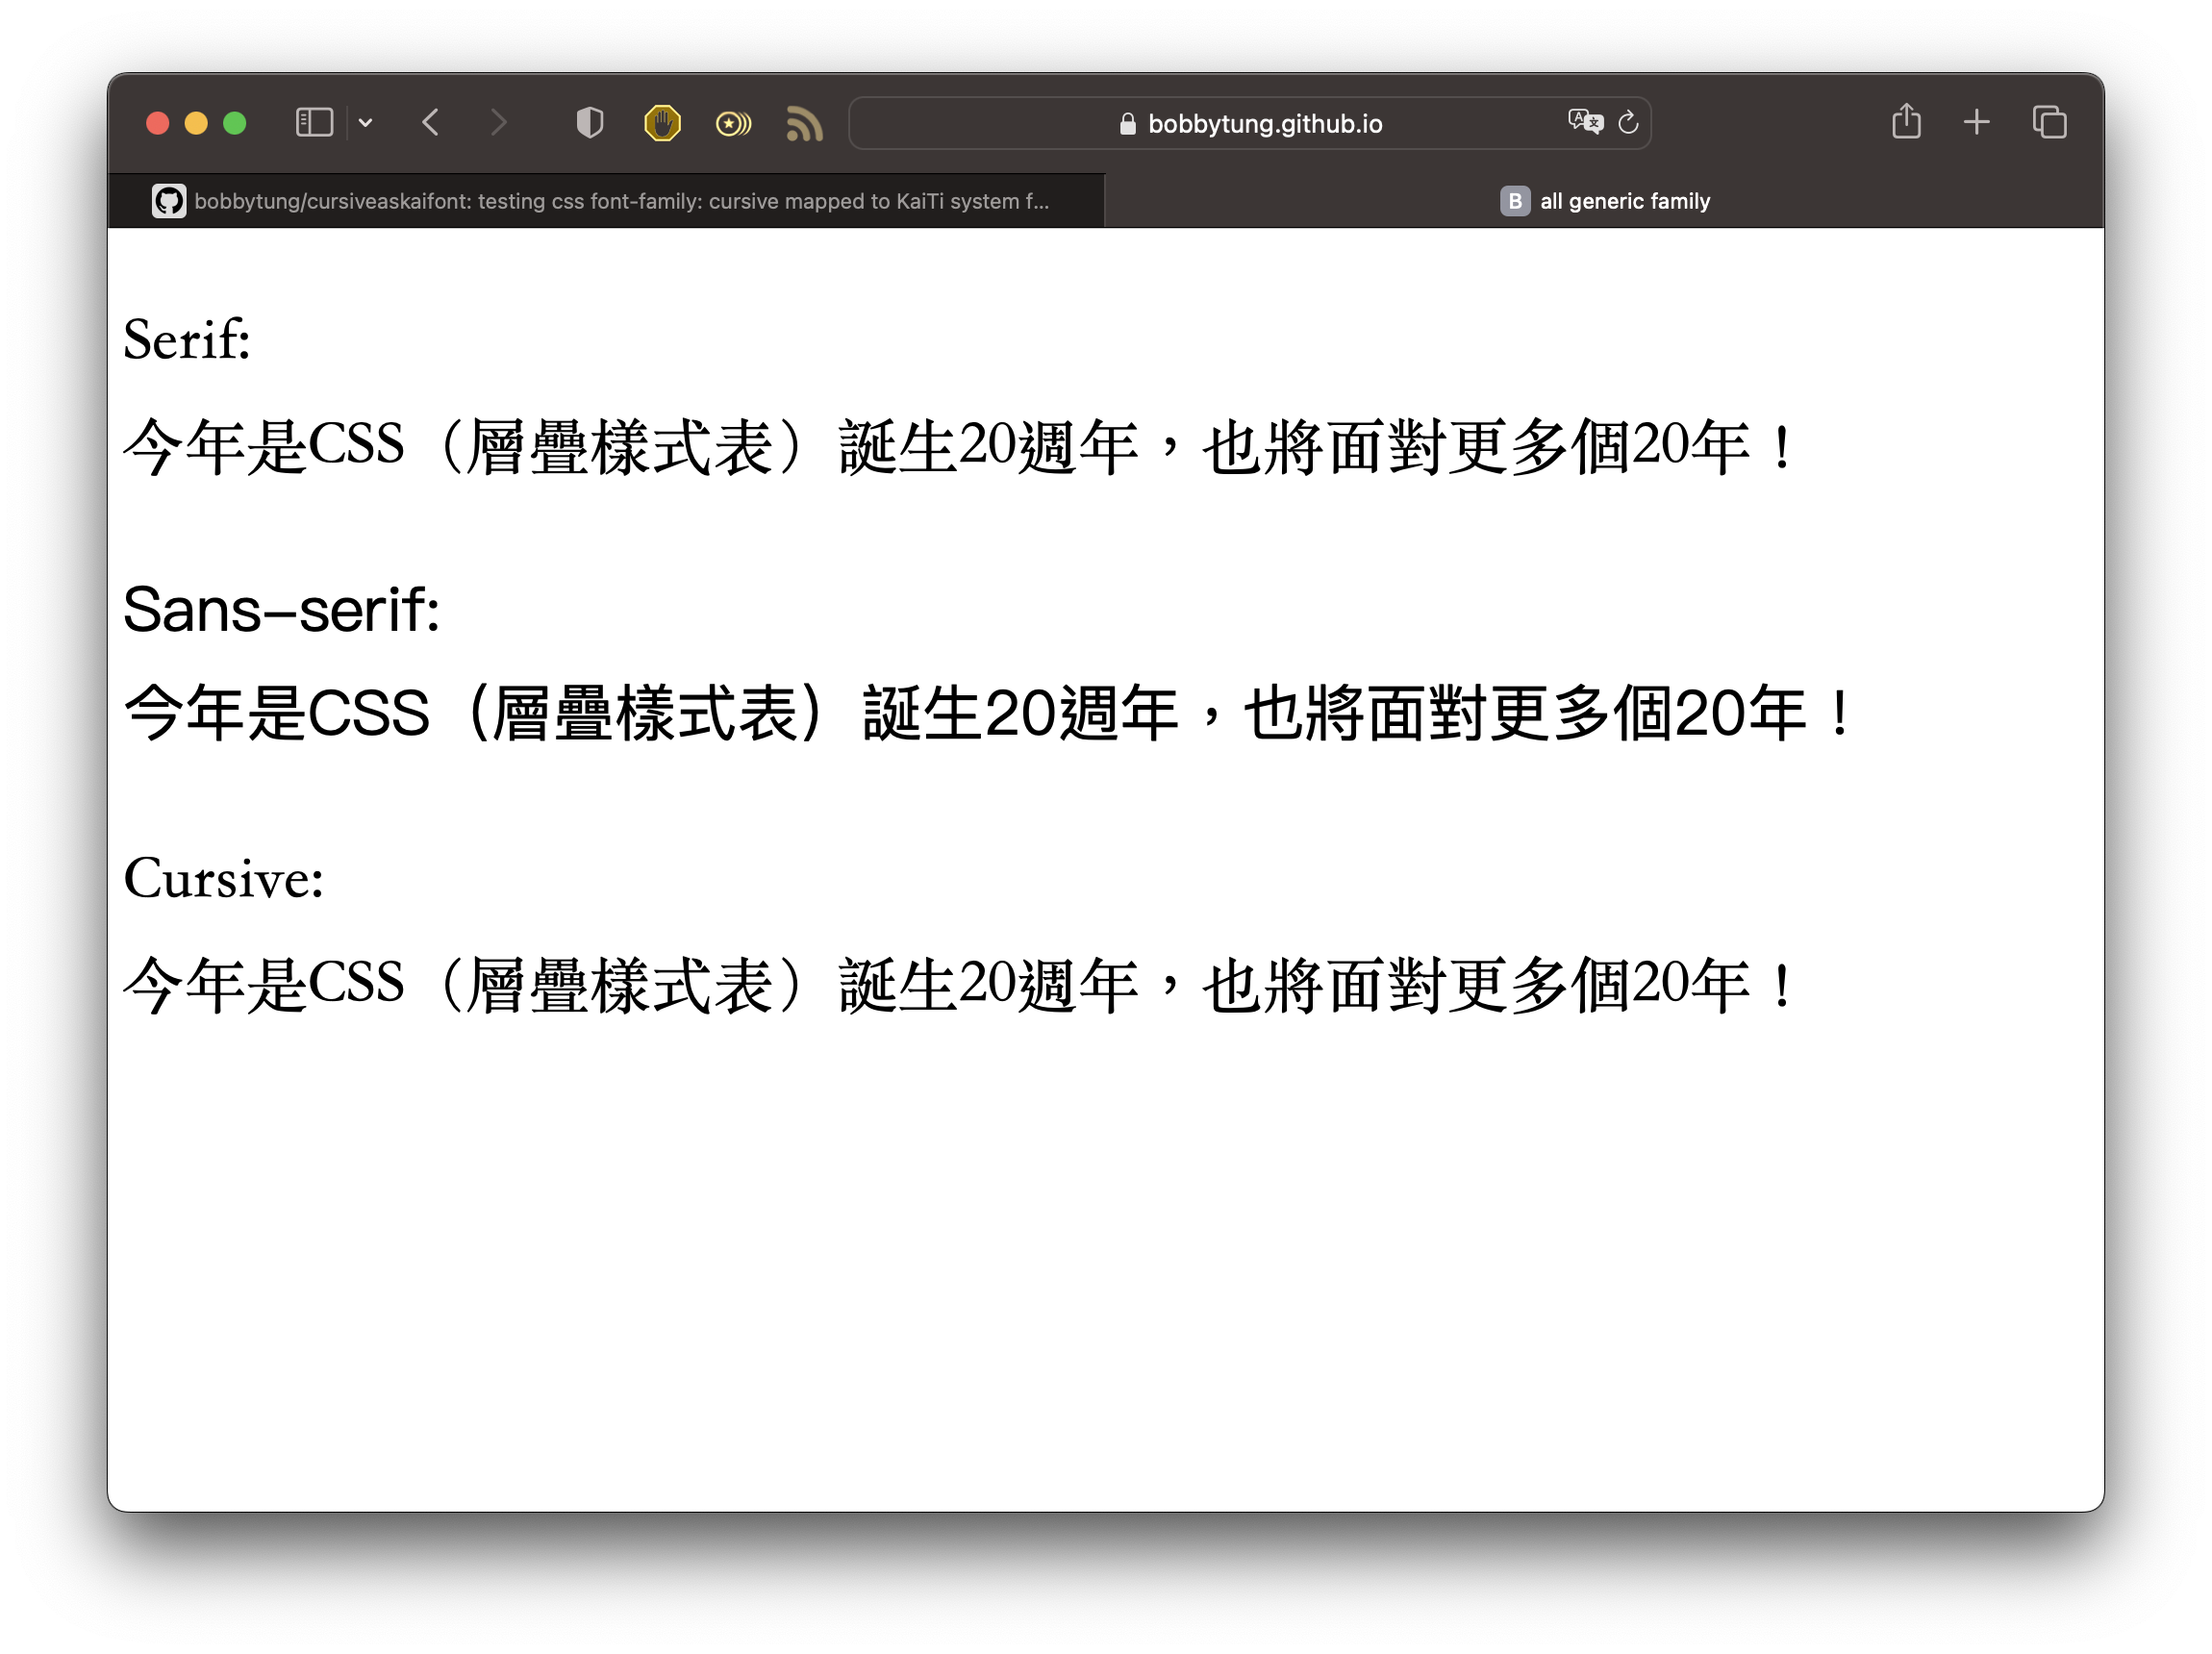 bobbytung.github.io
bobbytung/cursiveaskaifont: testing css font-family: cursive mapped to KaiTi system f...
B all generic family
Serif:
今年是CSS（層疊樣式表）誕生20週年，也將面對更多個20年！
Sans-serif:
今年是CSS（層疊樣式表）誕生20週年，也將面對更多個20年！
Cursive:
今年是CSS（層疊樣式表）誕生20週年，也將面對更多個20年！